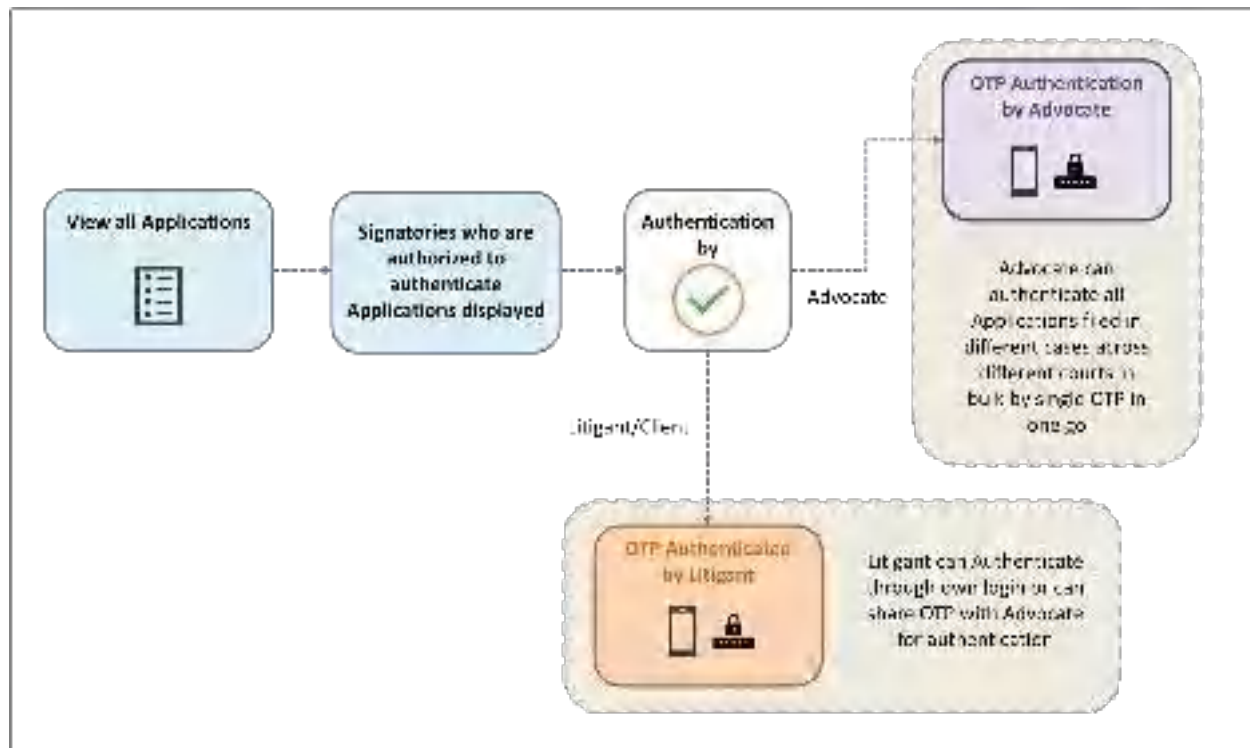 View all Applications
Signatories who are
authorized to
authenticate
Applications displayed
Authentication
by
Advocate
OTP Authentication
by Advocate
Advocate can
authenticate all
Applications filed in
different cases across
different courts in
bulk by single OTP in
one go
Litigant/Client
OTP Authenticated
by Litigant
Litigant can Authenticate
through own login or can
share OTP with Advocate
for authentication